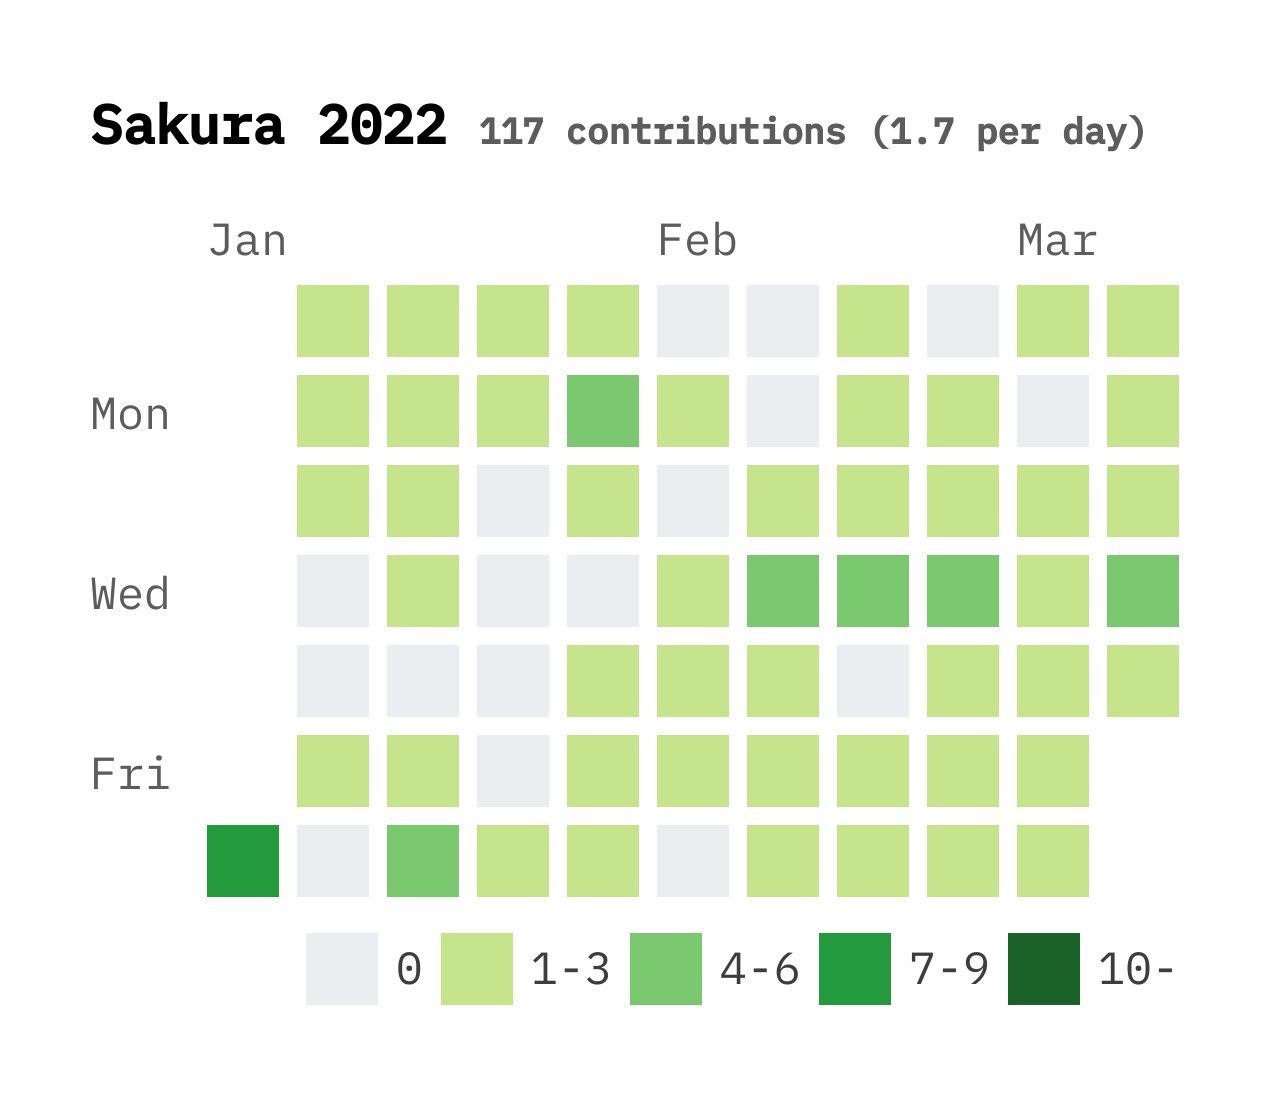 Sakura 2022 117 contributions (1.7 per day)
Jan Feb Mar
Mon
Wed
Fri
0 1-3 4-6 7-9 10-